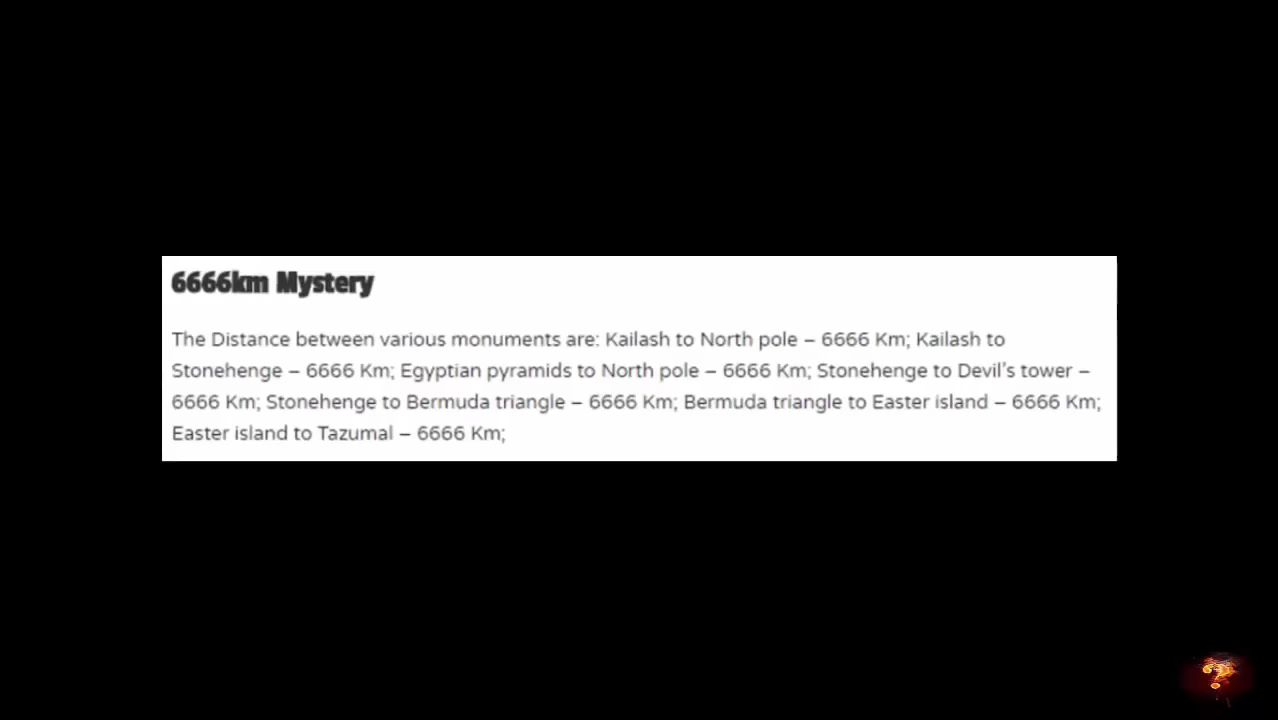 6666km Mystery
The Distance between various monuments are: Kailash to North pole – 6666 Km; Kailash to
Stonehenge – 6666 Km; Egyptian pyramids to North pole – 6666 Km; Stonehenge to Devil's tower –
6666 Km; Stonehenge to Bermuda triangle – 6666 Km; Bermuda triangle to Easter island – 6666 Km;
Easter island to Tazumal – 6666 Km;